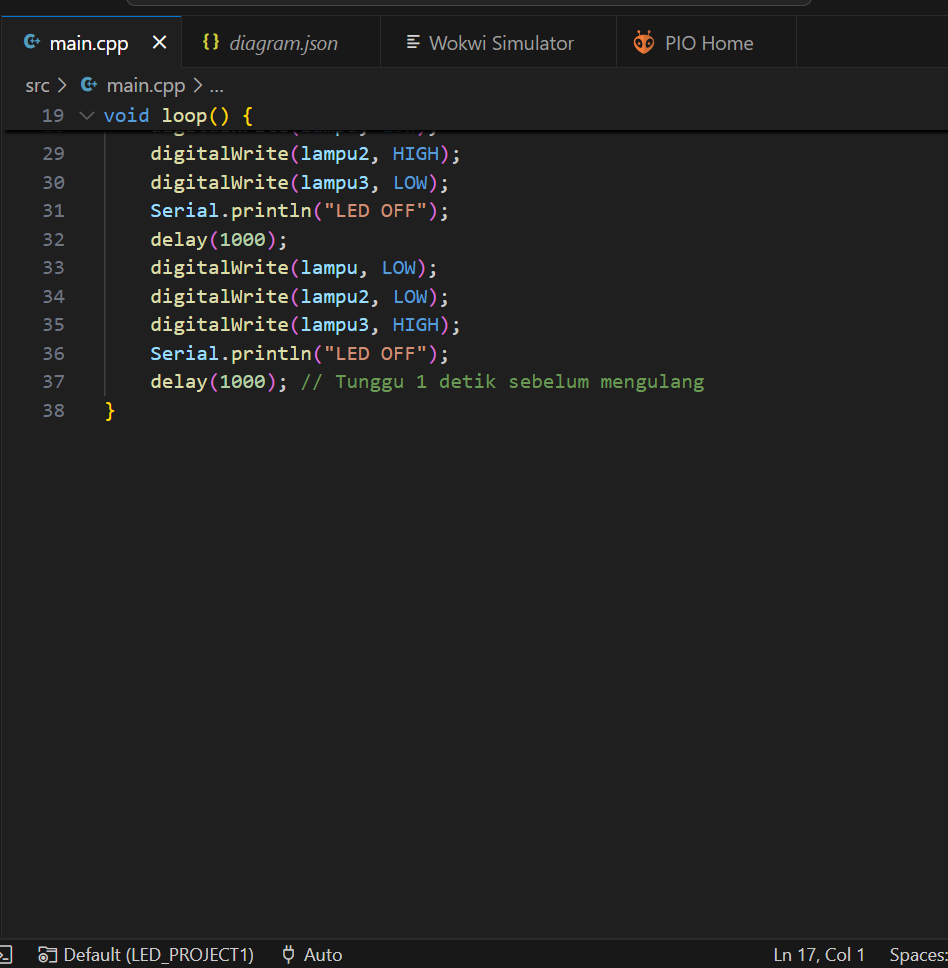 main.cpp
{} diagram.json
Wokwi Simulator
PIO Home
src > main.cpp > ...
19 void loop() {
29 digitalWrite(lampu2, HIGH);
30 digitalWrite(lampu3, LOW);
31 Serial.println("LED OFF");
32 delay(1000);
33 digitalWrite(lampu, LOW);
34 digitalWrite(lampu2, LOW);
35 digitalWrite(lampu3, HIGH);
36 Serial.println("LED OFF");
37 delay(1000); // Tunggu 1 detik sebelum mengulang
38 }
Default (LED_PROJECT1)
Auto
Ln 17, Col 1
Spaces: